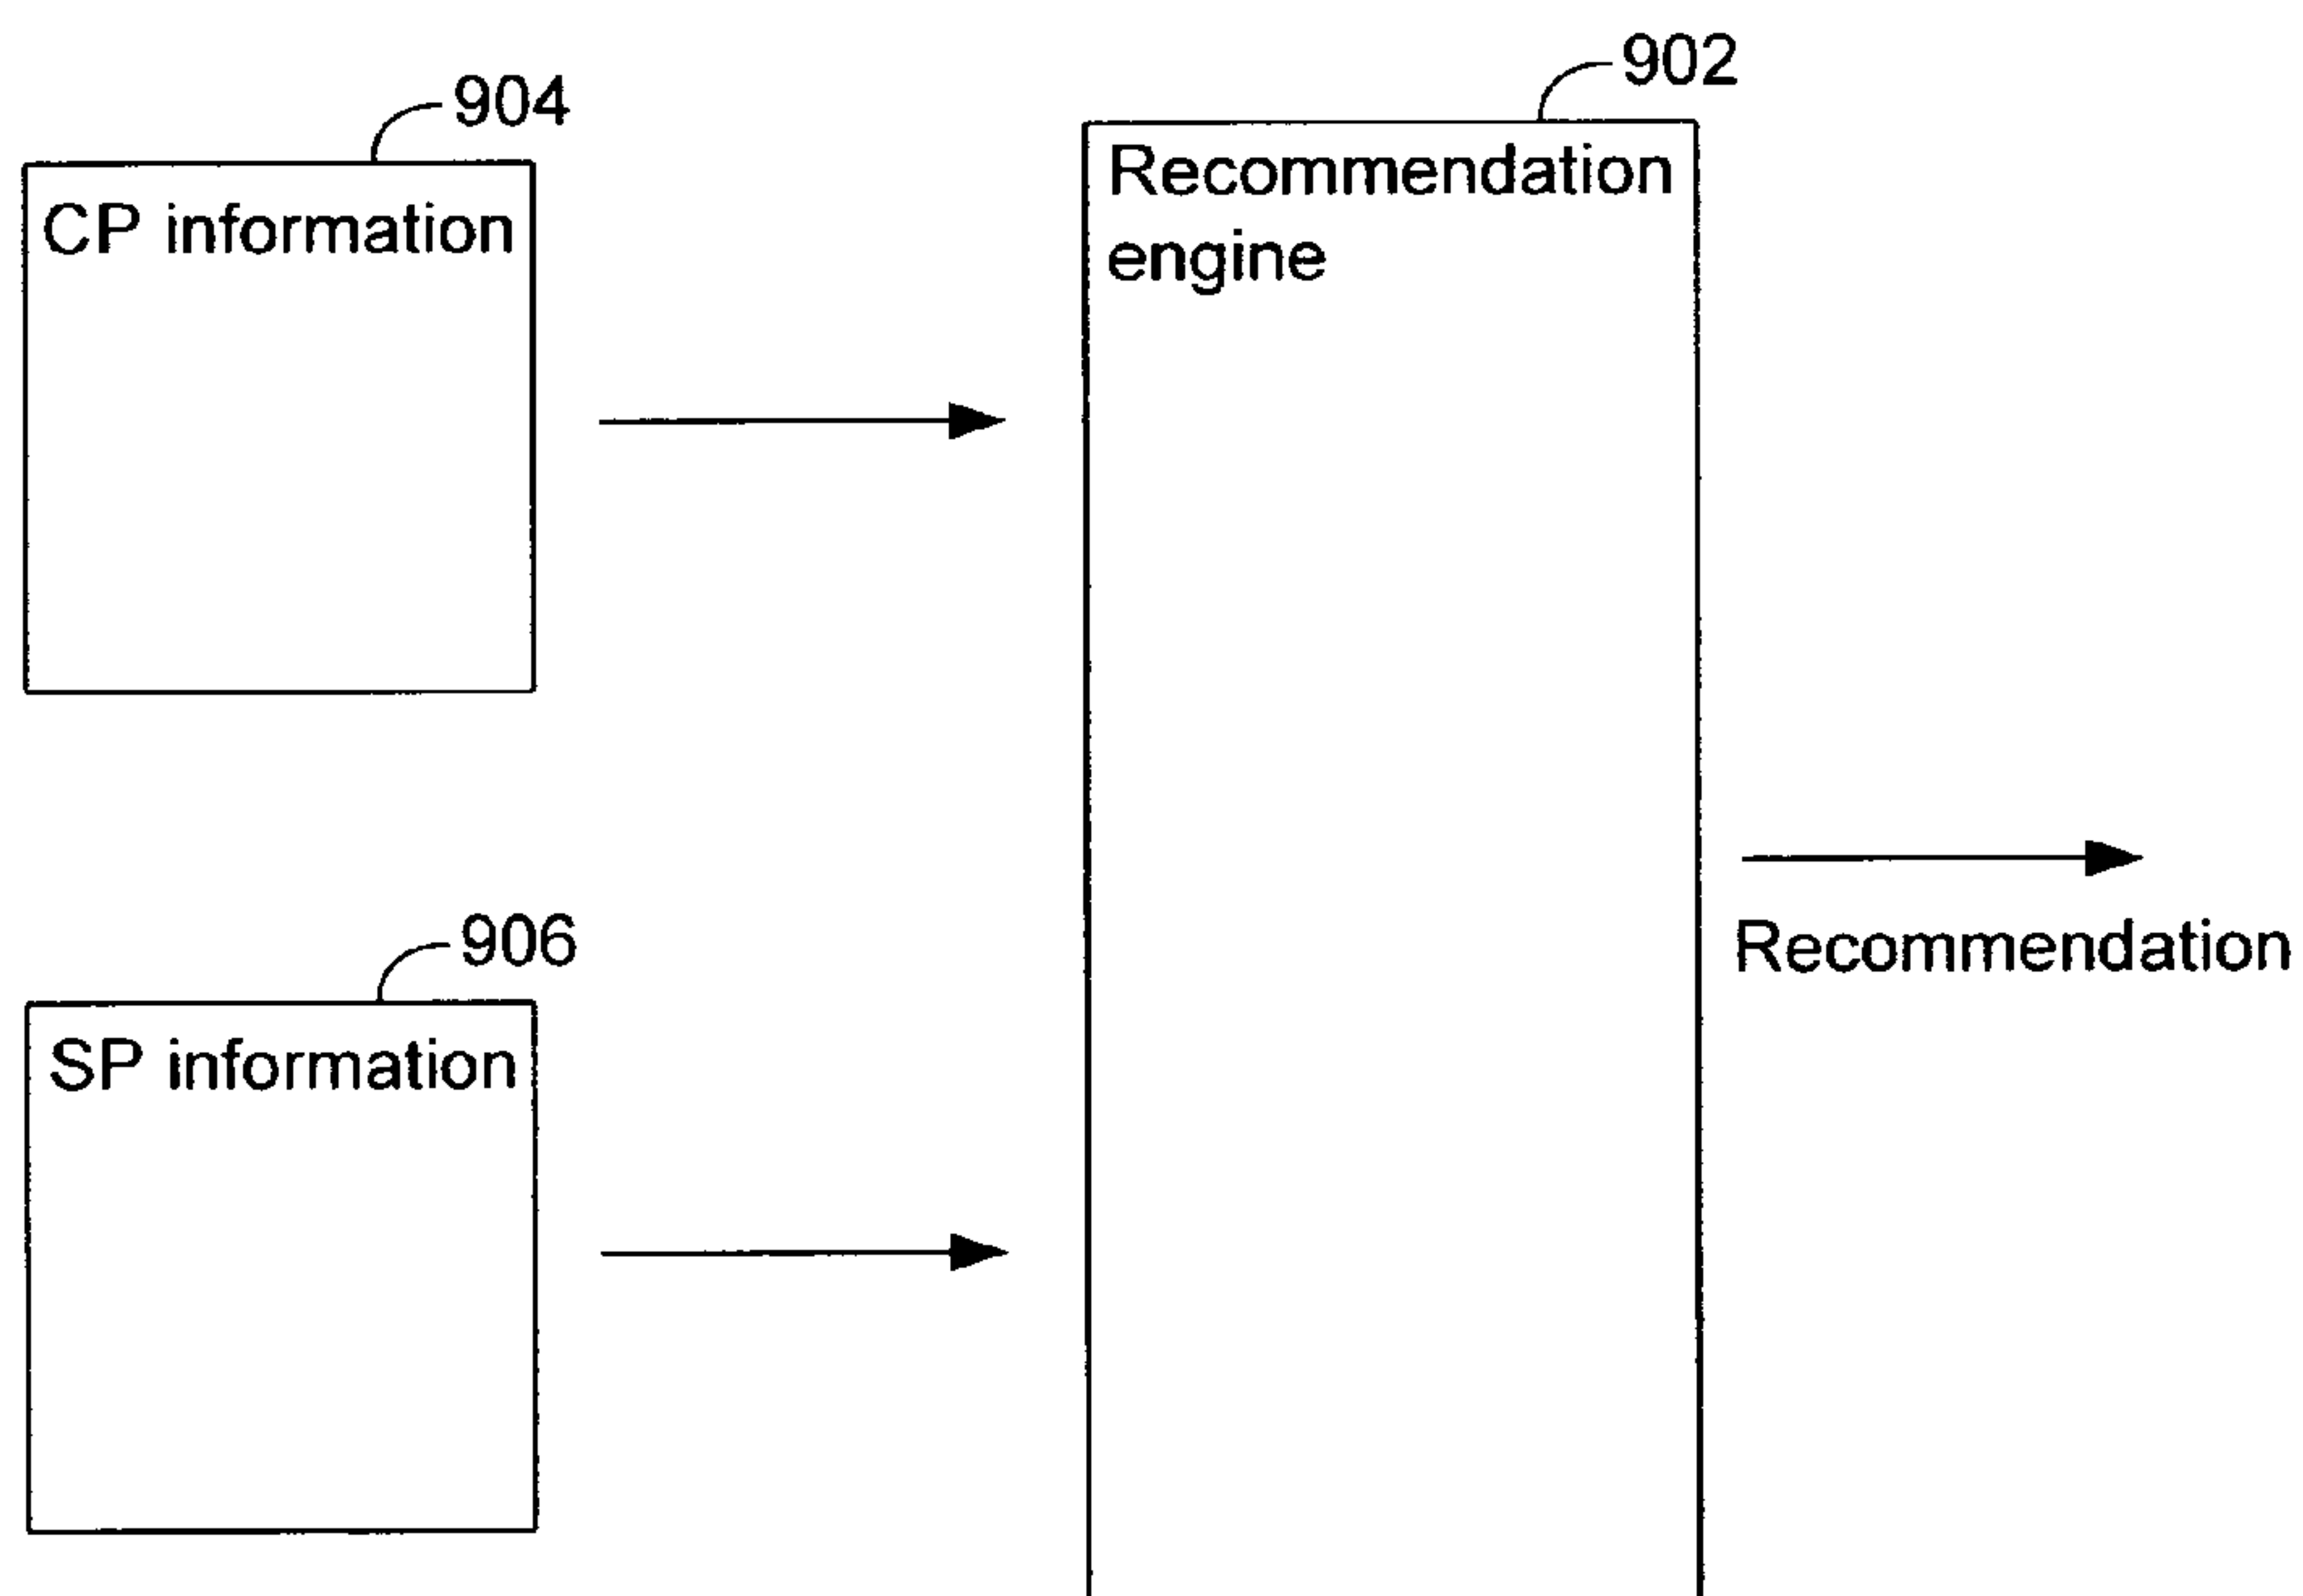 902
904
Recommendation
engine
CP information
906
Recommendation
SP information